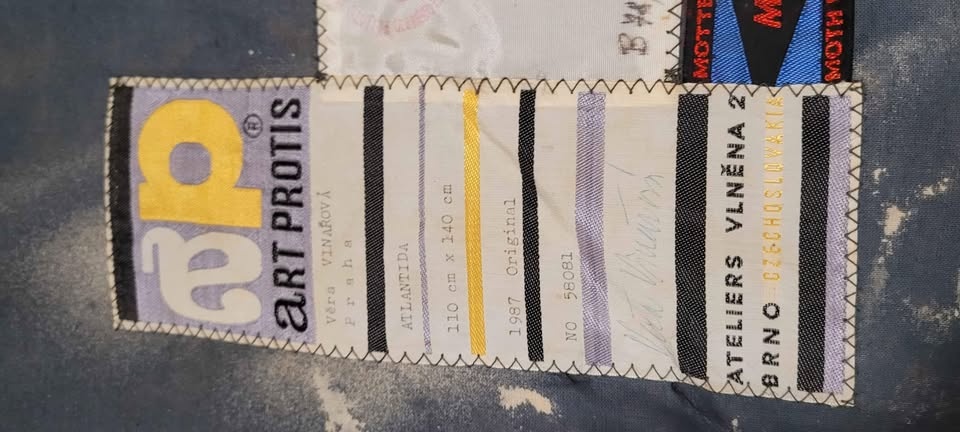 ap
®
art PROTIS
Věra VINAŘOVÁ
Praha
ATLANTIDA
110 cm x 140 cm
1987 Original
NO 58081
ATELIERS VLNĚNA 2
BRNO-CZECHOSLOVAKIA
MOTTE
M
MOTH